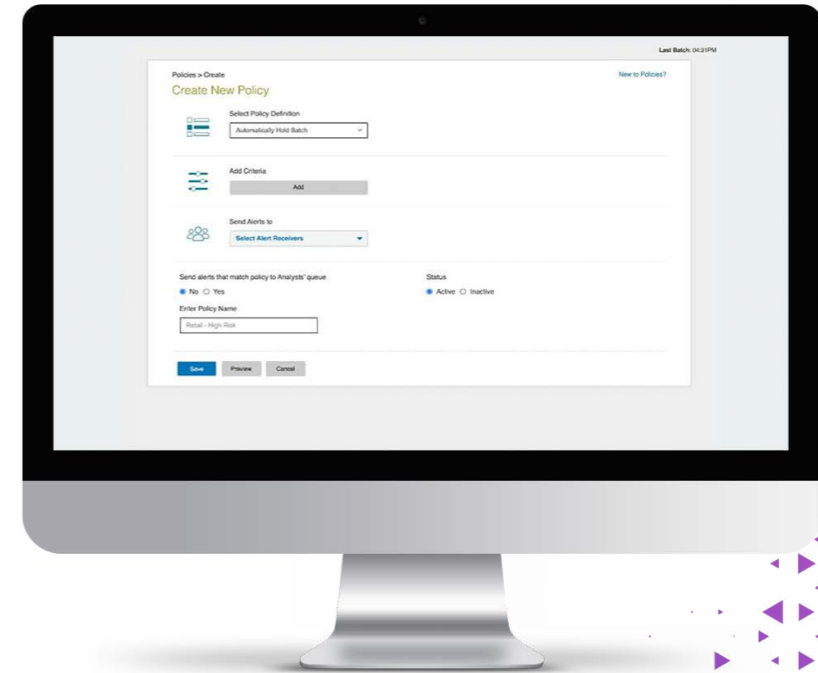 Last Batch: 04:31PM
Policies > Create
New to Policies?
Create New Policy
Select Policy Definition
Automatically Hold Batch
Add Criteria
Add
Send Alerts to
Select Alert Receivers
Send alerts that match policy to Analysts' queue
Status
No Yes
Active Inactive
Enter Policy Name
Retail - High Risk
Save Preview Cancel